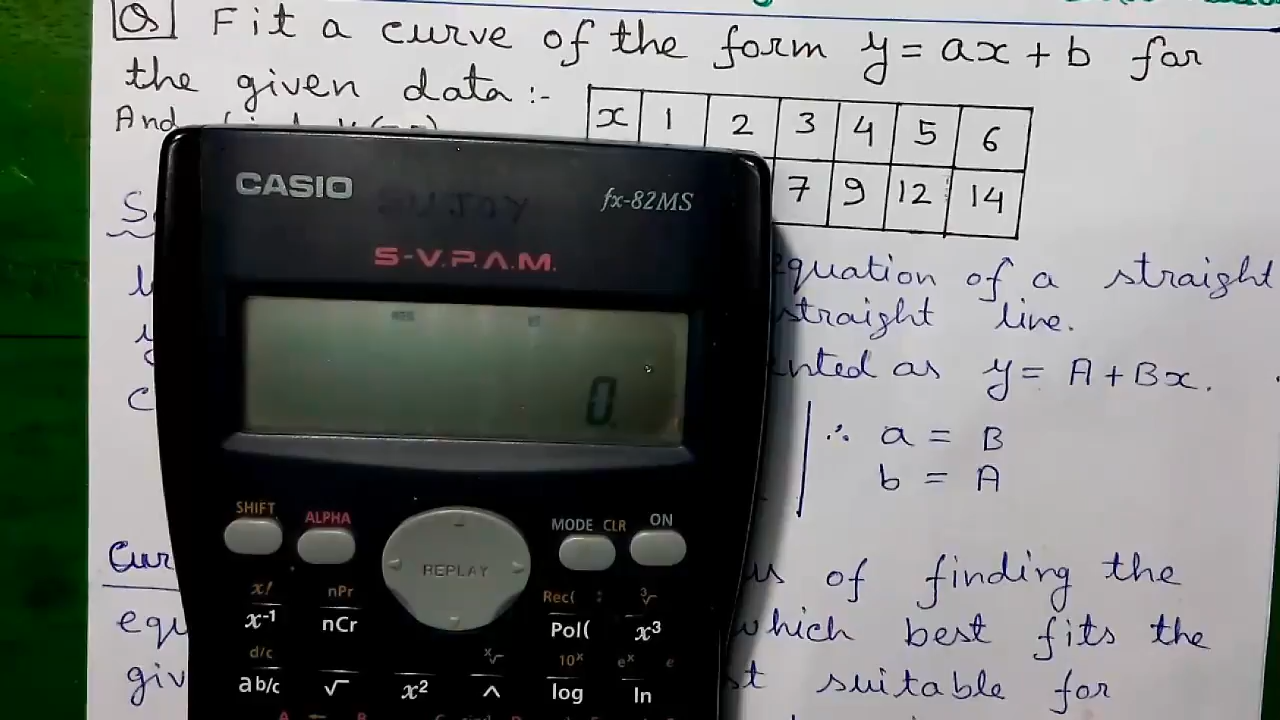 Q Fit a curve of the form y = ax + b for
the given data :-
And
x 1 2 3 4 5 6
7 9 12 14
CASIO
fx-82MS
S-V.P.A.M.
equation of a straight
straight line.
as y = A + Bx.
0.
∴ a = B
b = A
SHIFT ALPHA MODE CLR ON
REPLAY
of finding the
which best fits the
suitable for
x! nPr Rec( : ³√
x⁻¹ nCr Pol( x³
d/c ˣ√ 10ˣ eˣ e
ab/c √ x² ^ log ln